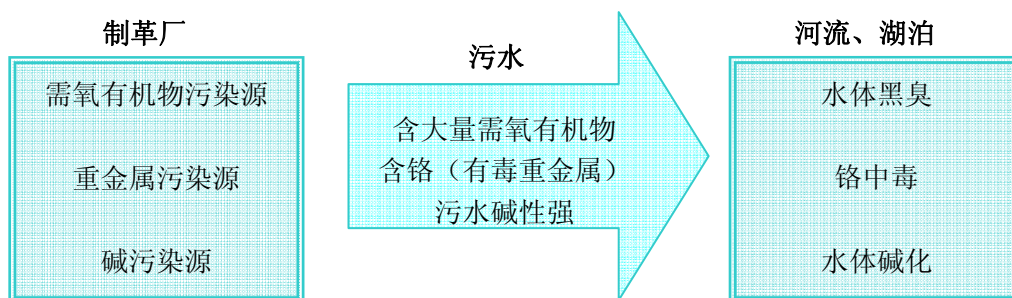 制革厂
需氧有机物污染源
重金属污染源
碱污染源
污水
含大量需氧有机物
含铬（有毒重金属）
污水碱性强
河流、湖泊
水体黑臭
铬中毒
水体碱化